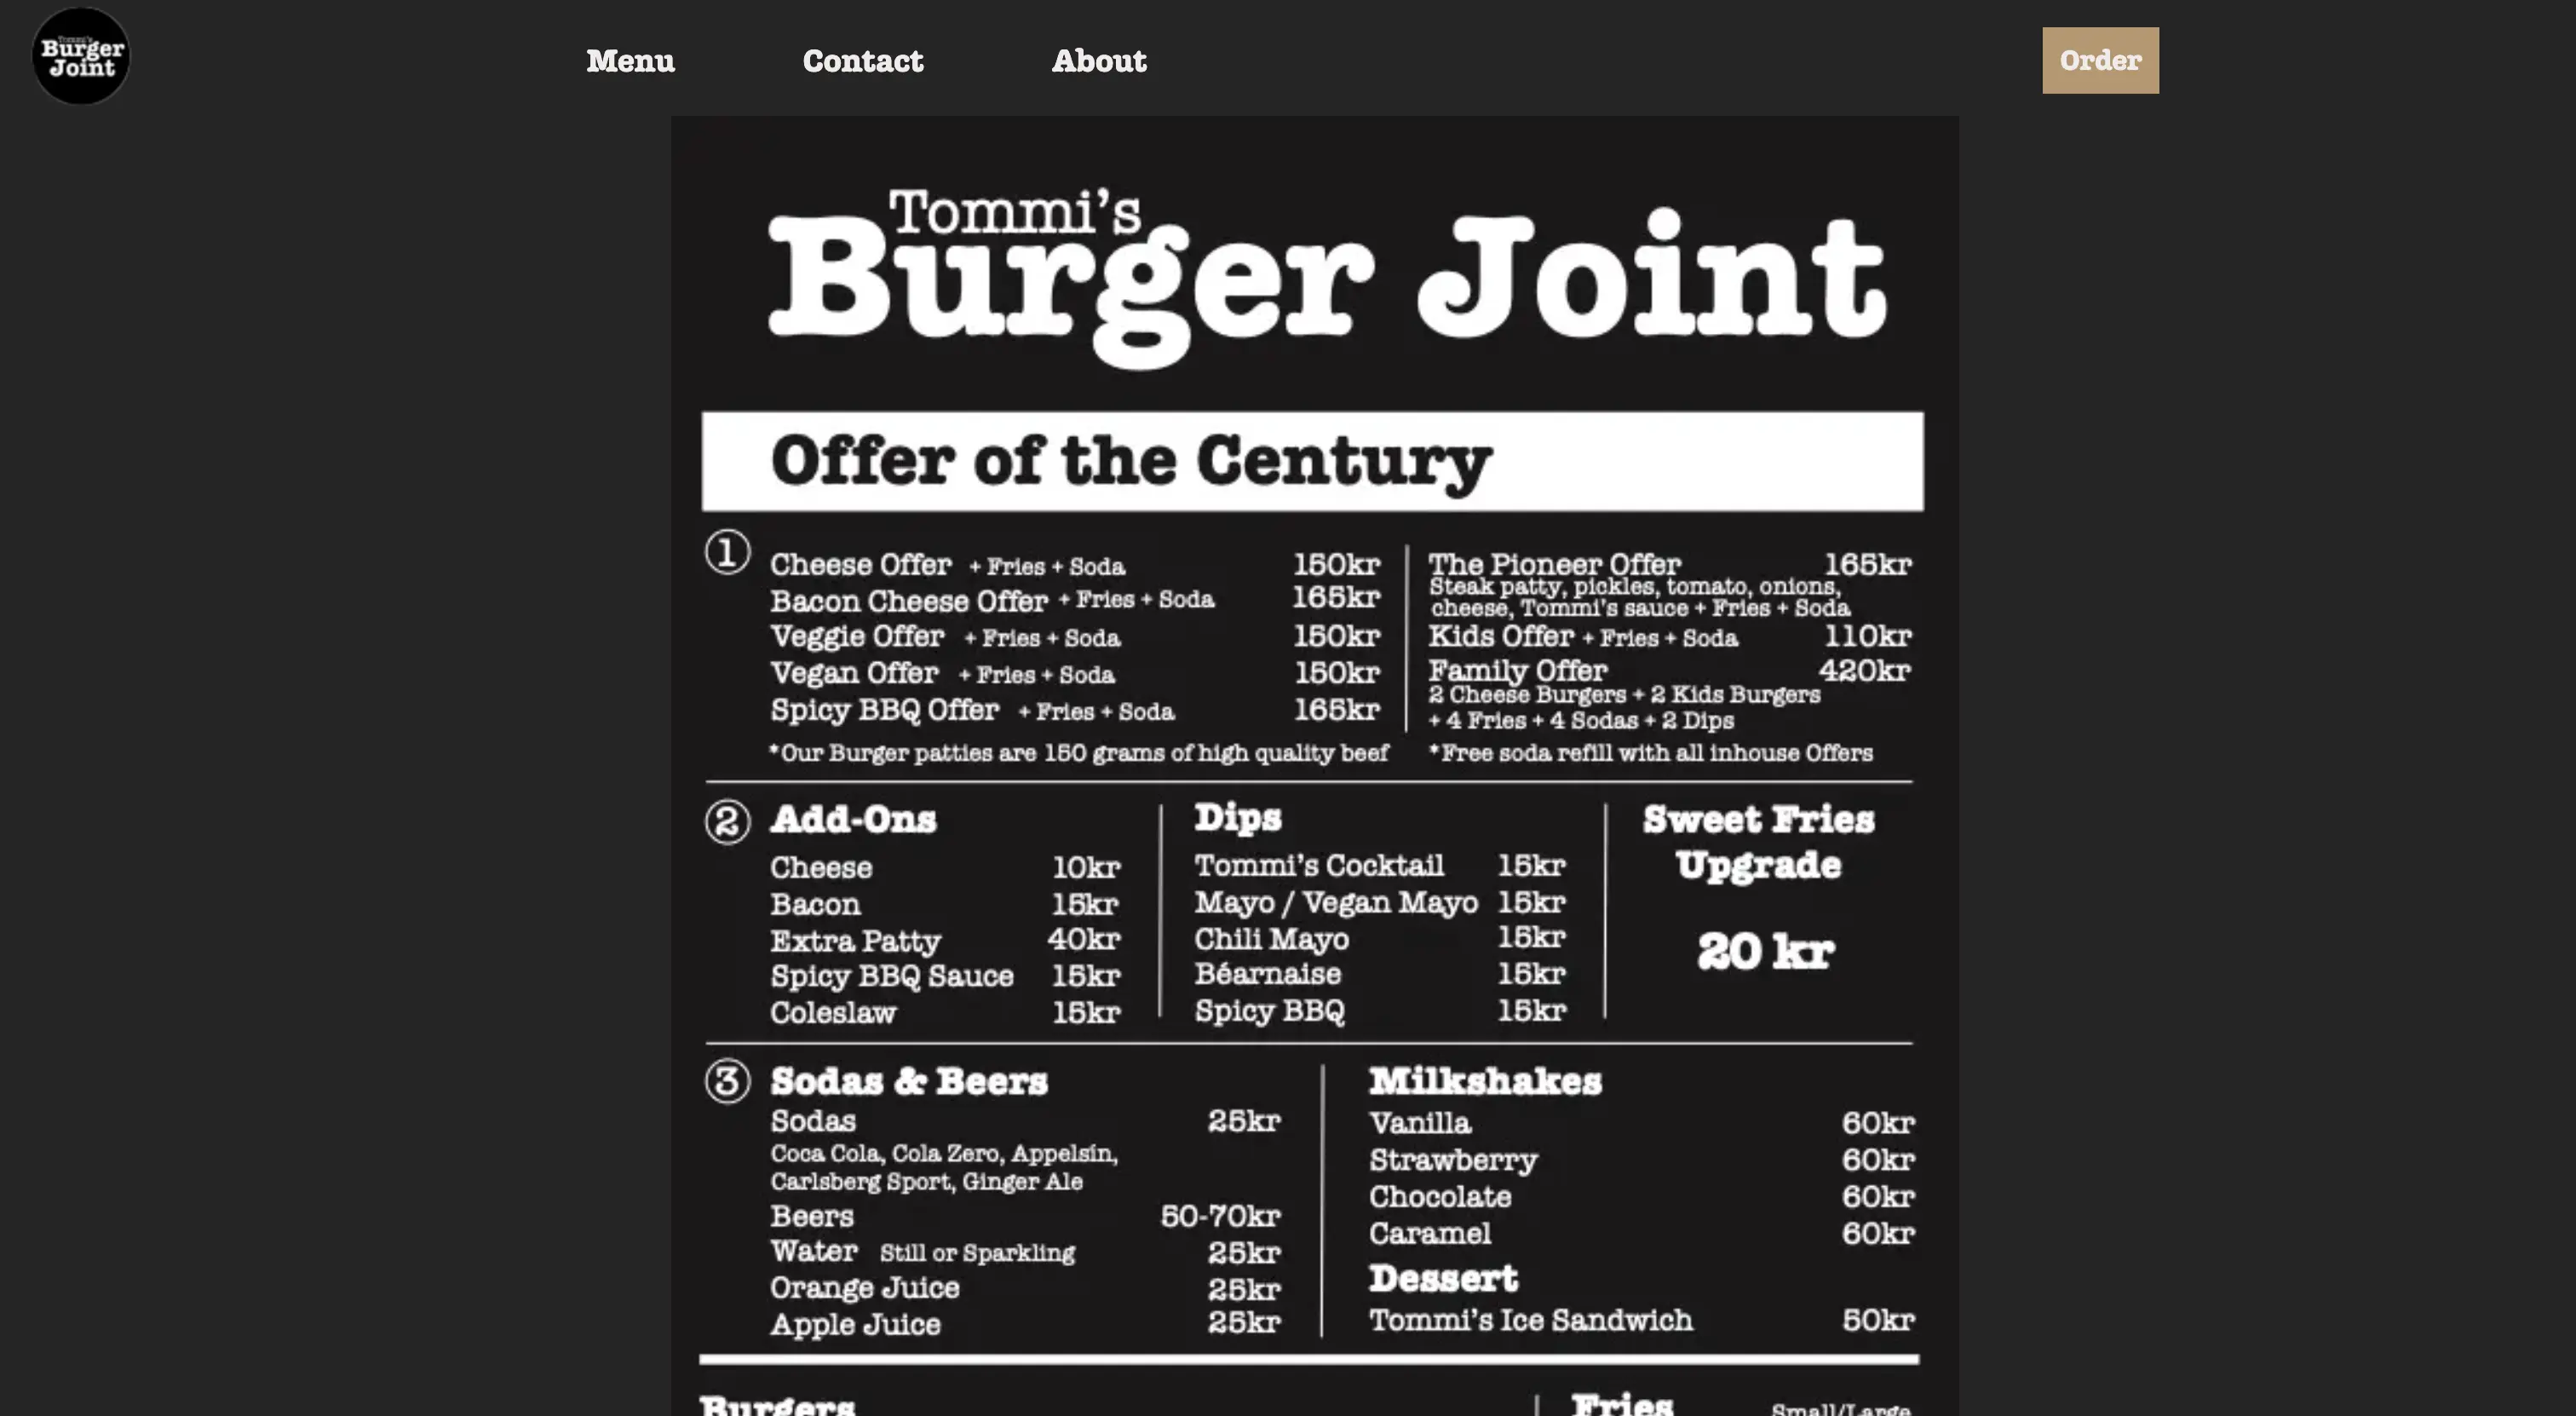 Tommi's
Burger
Joint
Menu
Contact
About
Order
Tommi's
Burger Joint
Offer of the Century
1
Cheese Offer + Fries + Soda 150kr
Bacon Cheese Offer + Fries + Soda 165kr
Veggie Offer + Fries + Soda 150kr
Vegan Offer + Fries + Soda 150kr
Spicy BBQ Offer + Fries + Soda 165kr
*Our Burger patties are 150 grams of high quality beef
The Pioneer Offer 165kr
Steak patty, pickles, tomato, onions,
cheese, Tommi's sauce + Fries + Soda
Kids Offer + Fries + Soda 110kr
Family Offer 420kr
2 Cheese Burgers + 2 Kids Burgers
+ 4 Fries + 4 Sodas + 2 Dips
*Free soda refill with all inhouse Offers
2 Add-Ons
Cheese 10kr
Bacon 15kr
Extra Patty 40kr
Spicy BBQ Sauce 15kr
Coleslaw 15kr
Dips
Tommi's Cocktail 15kr
Mayo / Vegan Mayo 15kr
Chili Mayo 15kr
Béarnaise 15kr
Spicy BBQ 15kr
Sweet Fries
Upgrade
20 kr
3 Sodas & Beers
Sodas 25kr
Coca Cola, Cola Zero, Appelsín,
Carlsberg Sport, Ginger Ale
Beers 50-70kr
Water Still or Sparkling 25kr
Orange Juice 25kr
Apple Juice 25kr
Milkshakes
Vanilla 60kr
Strawberry 60kr
Chocolate 60kr
Caramel 60kr
Dessert
Tommi's Ice Sandwich 50kr
Burgers
Fries Small/Large